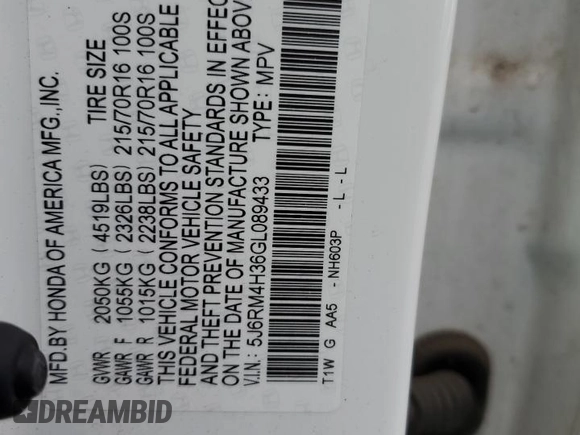 MFD.BY HONDA OF AMERICA MFG.,INC.
GVWR 2050KG ( 4519LBS) TIRE SIZE
GAWR F 1055KG ( 2326LBS) 215/70R16 100S
GAWR R 1015KG ( 2238LBS) 215/70R16 100S
THIS VEHICLE CONFORMS TO ALL APPLICABLE
FEDERAL MOTOR VEHICLE SAFETY
AND THEFT PREVENTION STANDARDS IN EFFEC
ON THE DATE OF MANUFACTURE SHOWN ABOV
V.I.N.: 5J6RM4H36GL089433 TYPE: MPV
T1W G AA5 - NH603P - L - L
DREAMBID